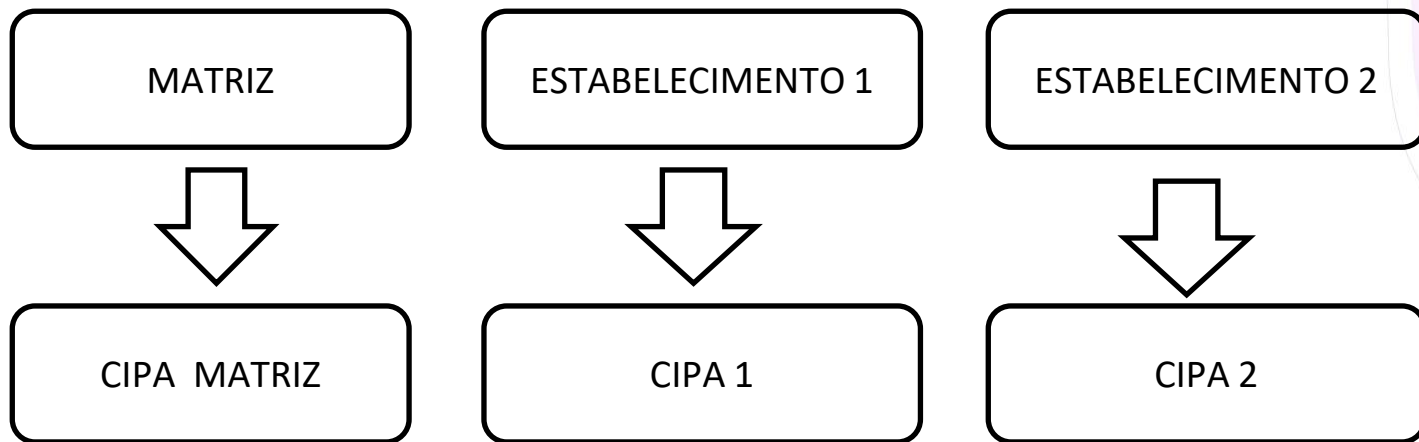 MATRIZ
ESTABELECIMENTO 1
ESTABELECIMENTO 2
CIPA MATRIZ
CIPA 1
CIPA 2